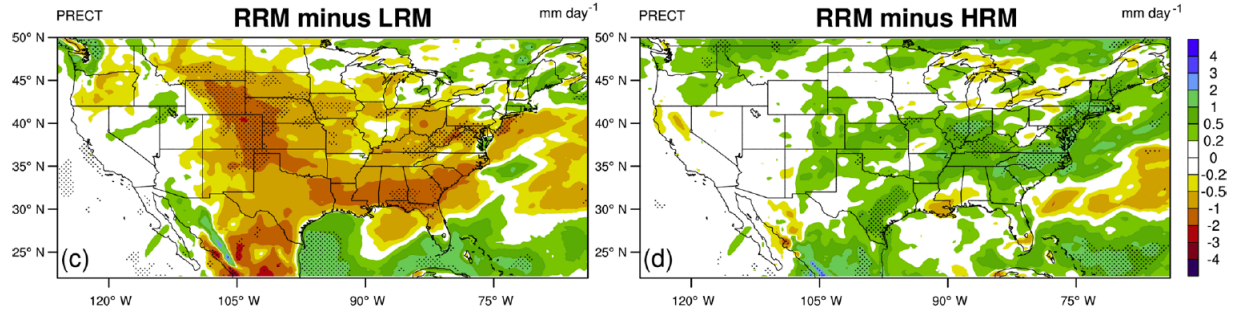 PRECT RRM minus LRM mm day-1
PRECT RRM minus HRM mm day-1
50° N
45° N
40° N
35° N
30° N
25° N
(c)
120° W 105° W 90° W 75° W
50° N
45° N
40° N
35° N
30° N
25° N
(d)
120° W 105° W 90° W 75° W
4
3
2
1
0.5
0.2
0
-0.2
-0.5
-1
-2
-3
-4